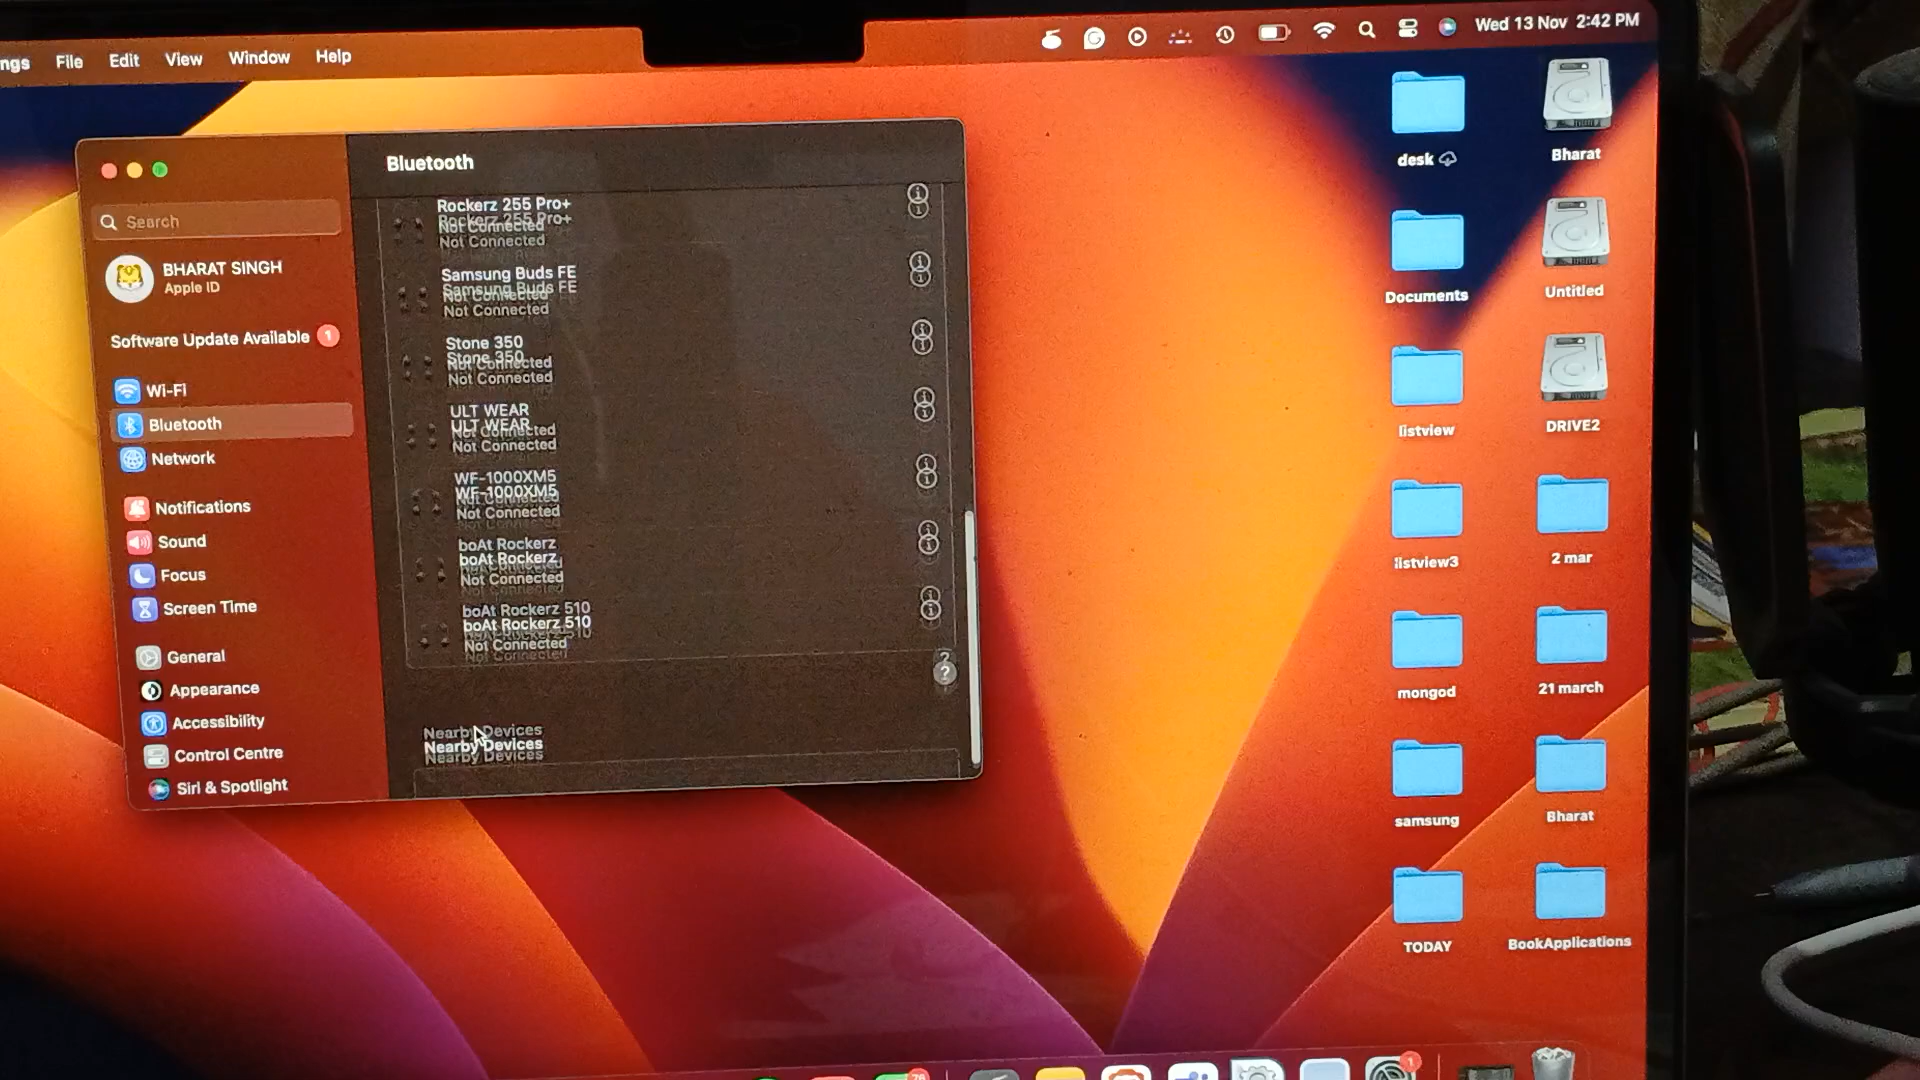 ngs File Edit View Window Help
Wed 13 Nov 2:42 PM
Bluetooth
Search
BHARAT SINGH
Apple ID
Software Update Available 1
Wi-Fi
Bluetooth
Network
Notifications
Sound
Focus
Screen Time
General
Appearance
Accessibility
Control Centre
Siri & Spotlight
Rockerz 255 Pro+
Not Connected
Samsung Buds FE
Not Connected
Stone 350
Not Connected
ULT WEAR
Not Connected
WF-1000XM5
Not Connected
boAt Rockerz
Not Connected
boAt Rockerz 510
Not Connected
?
Nearby Devices
desk
Bharat
Documents
Untitled
listview
DRIVE2
listview3
2 mar
mongod
21 march
samsung
Bharat
TODAY
BookApplications
1